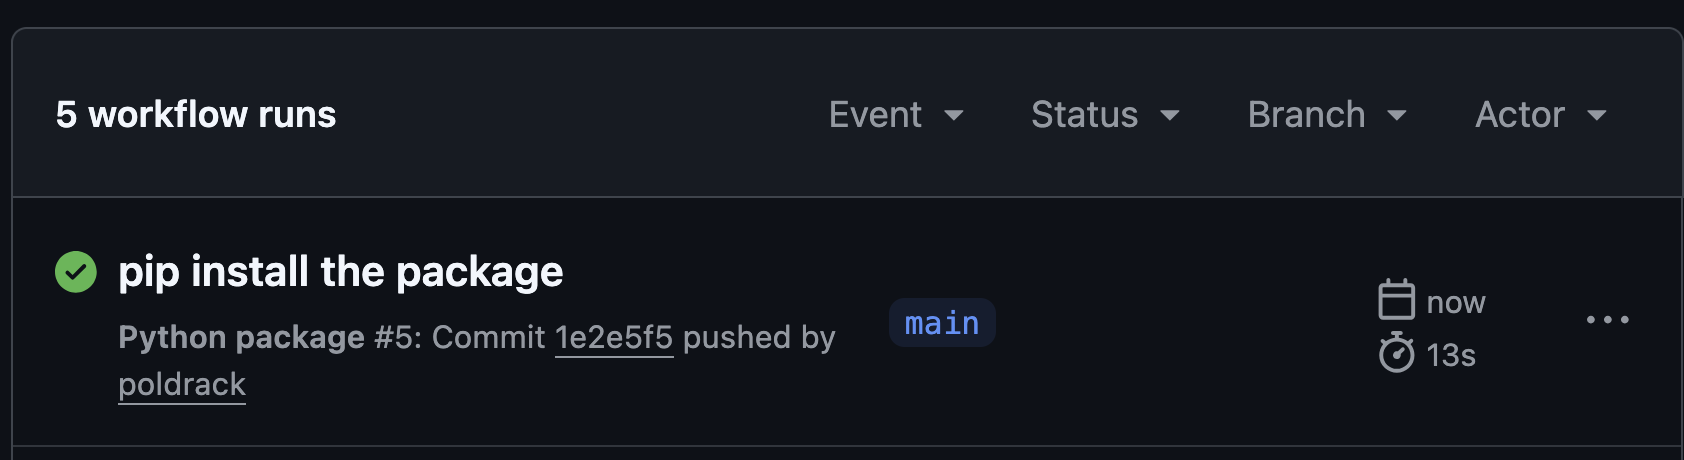 5 workflow runs Event Status Branch Actor
pip install the package
Python package #5: Commit 1e2e5f5 pushed by
poldrack
main
now
13s